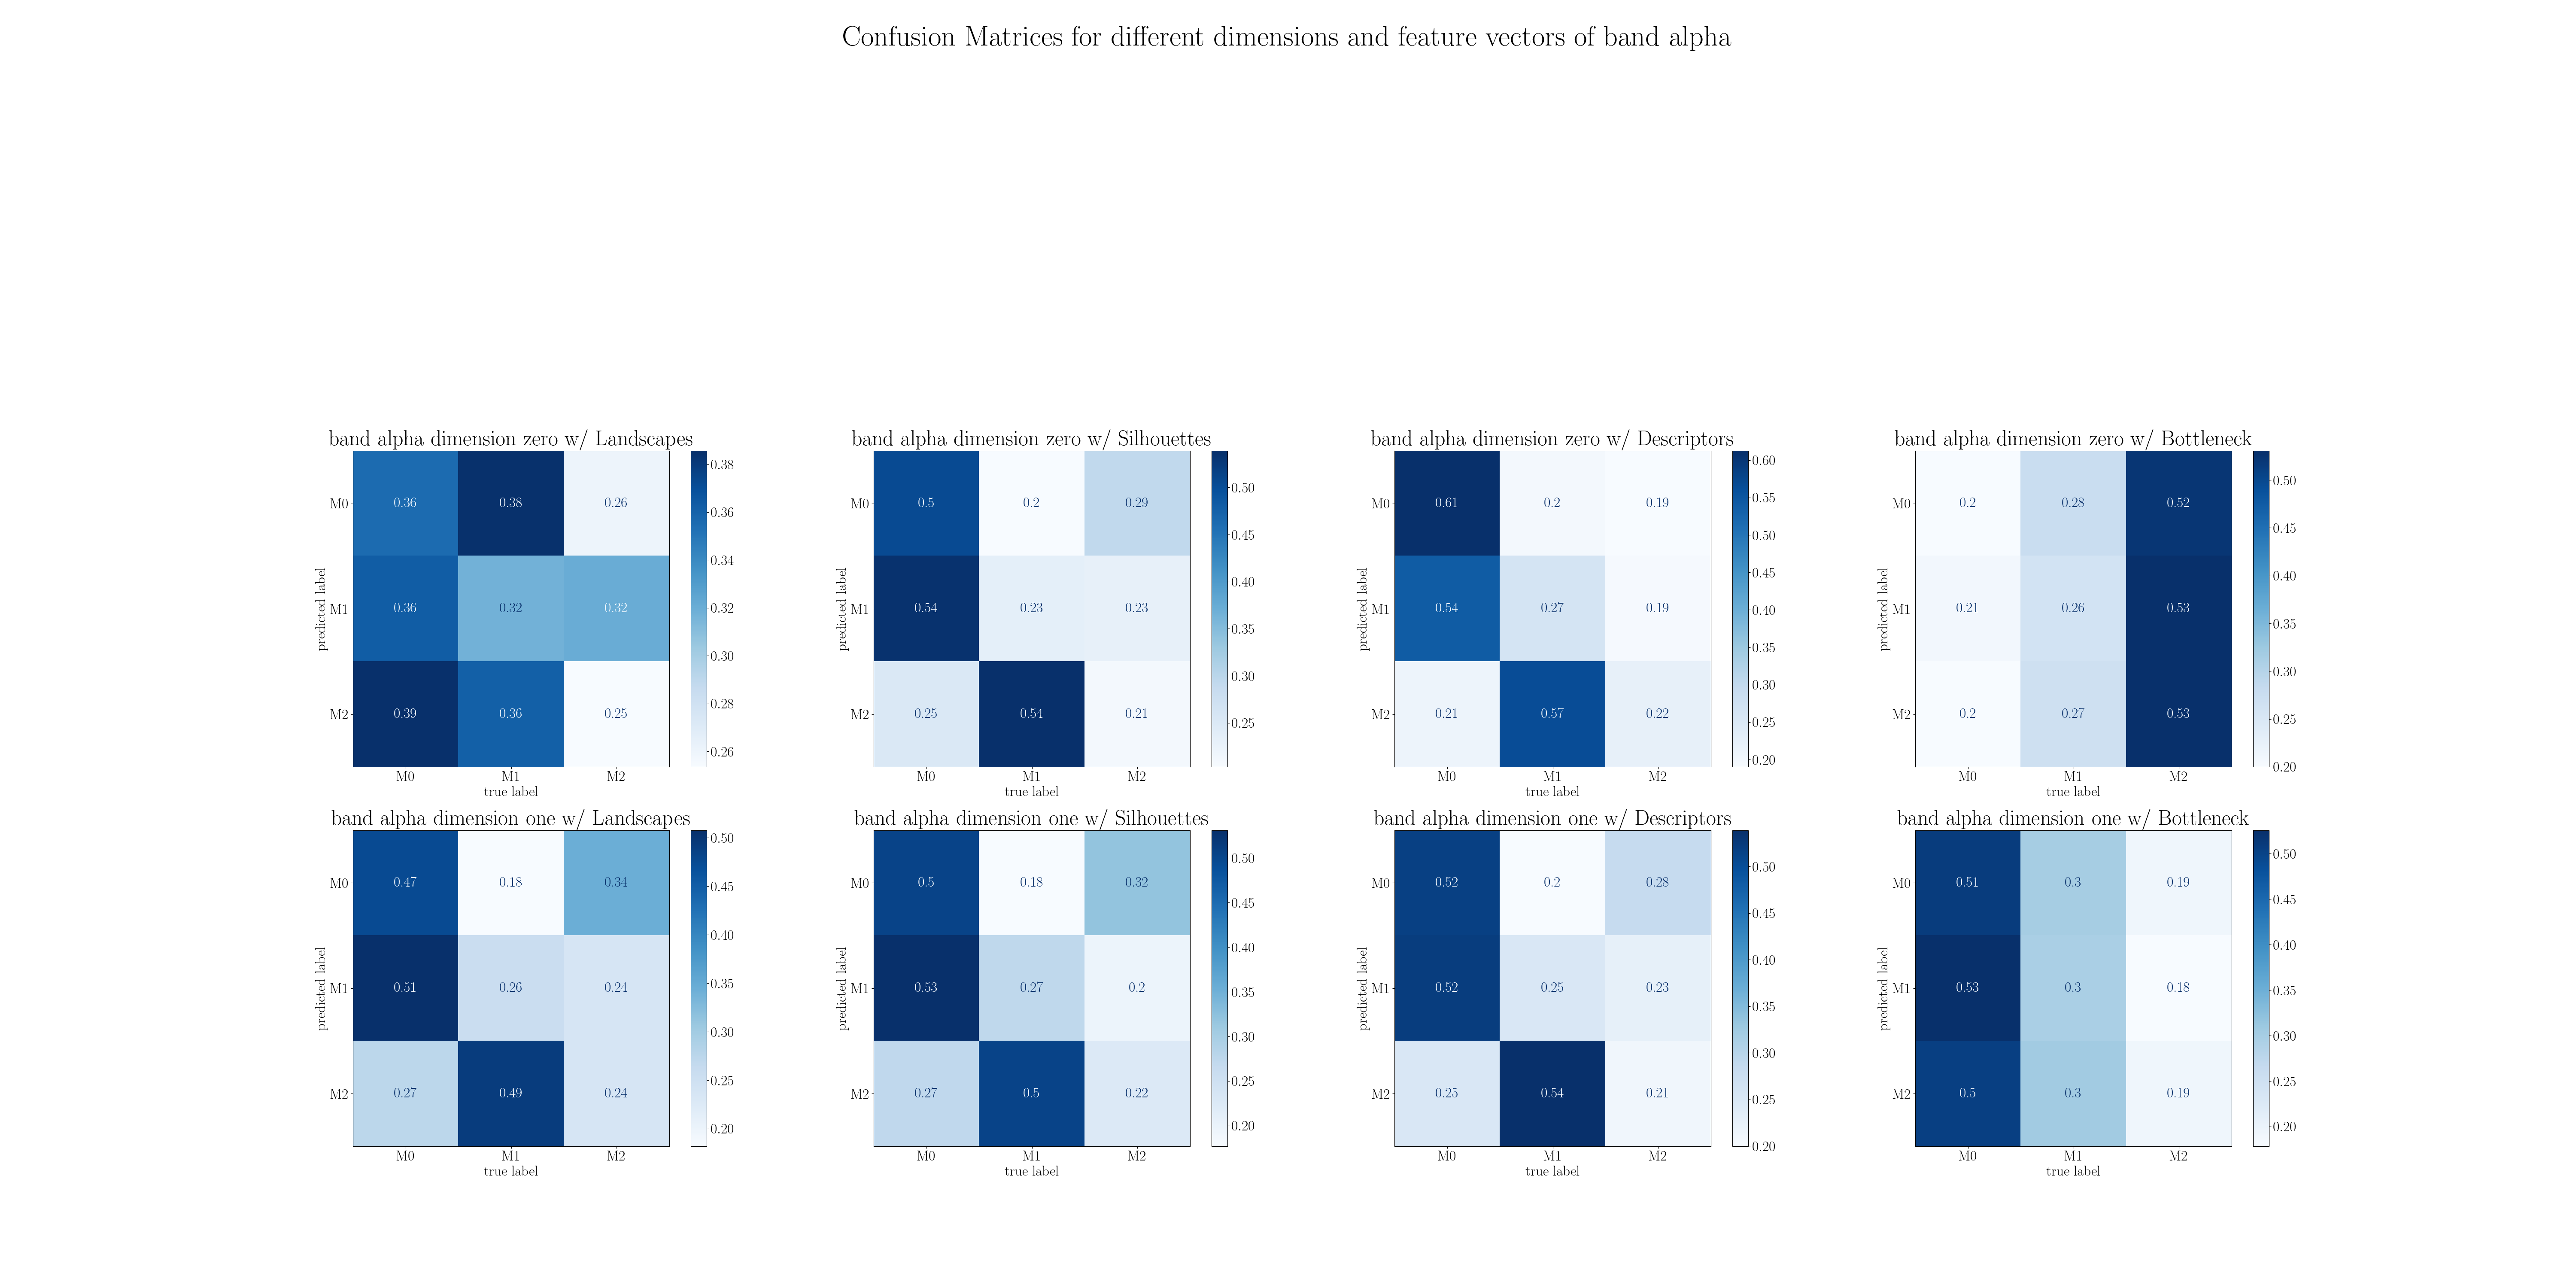 Confusion Matrices for different dimensions and feature vectors of band alpha
band alpha dimension zero w/ Landscapes
predicted label
M0 0.36 0.38 0.26
M1 0.36 0.32 0.32
M2 0.39 0.36 0.25
M0 M1 M2
true label
0.38
0.36
0.34
0.32
0.30
0.28
0.26
band alpha dimension zero w/ Silhouettes
predicted label
M0 0.5 0.2 0.29
M1 0.54 0.23 0.23
M2 0.25 0.54 0.21
M0 M1 M2
true label
0.50
0.45
0.40
0.35
0.30
0.25
band alpha dimension zero w/ Descriptors
predicted label
M0 0.61 0.2 0.19
M1 0.54 0.27 0.19
M2 0.21 0.57 0.22
M0 M1 M2
true label
0.60
0.55
0.50
0.45
0.40
0.35
0.30
0.25
0.20
band alpha dimension zero w/ Bottleneck
predicted label
M0 0.2 0.28 0.52
M1 0.21 0.26 0.53
M2 0.2 0.27 0.53
M0 M1 M2
true label
0.50
0.45
0.40
0.35
0.30
0.25
0.20
band alpha dimension one w/ Landscapes
predicted label
M0 0.47 0.18 0.34
M1 0.51 0.26 0.24
M2 0.27 0.49 0.24
M0 M1 M2
true label
0.50
0.45
0.40
0.35
0.30
0.25
0.20
band alpha dimension one w/ Silhouettes
predicted label
M0 0.5 0.18 0.32
M1 0.53 0.27 0.2
M2 0.27 0.5 0.22
M0 M1 M2
true label
0.50
0.45
0.40
0.35
0.30
0.25
0.20
band alpha dimension one w/ Descriptors
predicted label
M0 0.52 0.2 0.28
M1 0.52 0.25 0.23
M2 0.25 0.54 0.21
M0 M1 M2
true label
0.50
0.45
0.40
0.35
0.30
0.25
0.20
band alpha dimension one w/ Bottleneck
predicted label
M0 0.51 0.3 0.19
M1 0.53 0.3 0.18
M2 0.5 0.3 0.19
M0 M1 M2
true label
0.50
0.45
0.40
0.35
0.30
0.25
0.20